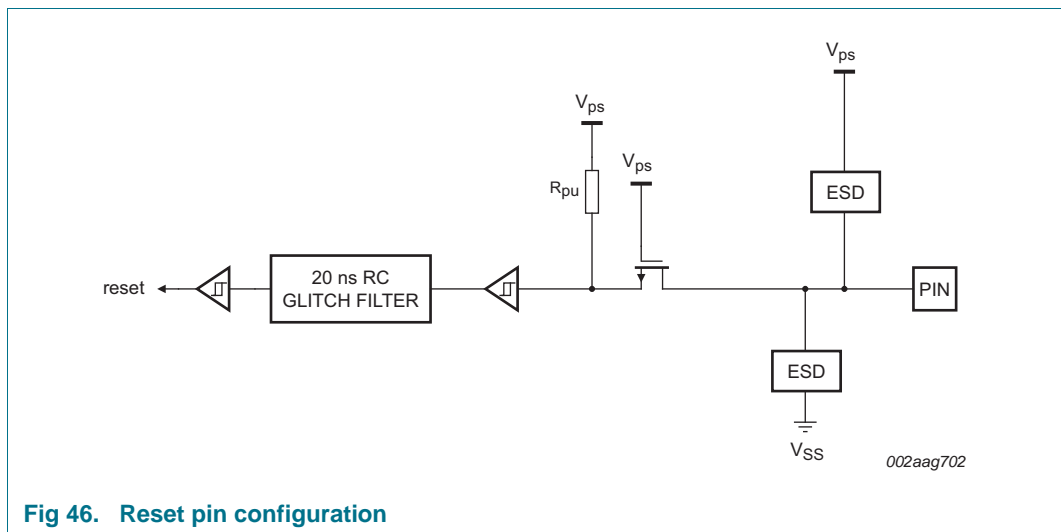 Vps
Vps
Vps
Rpu
ESD
reset
20 ns RC
GLITCH FILTER
PIN
ESD
VSS
002aag702
Fig 46. Reset pin configuration